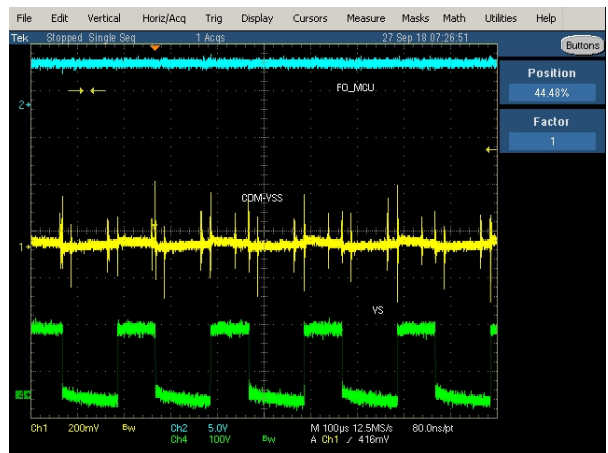 File Edit Vertical Horiz/Acq Trig Display Cursors Measure Masks Math Utilities Help
Tek Stopped Single Seq 1 Acqs 27 Sep 18 07:26:51
Buttons
Position
44.48%
Factor
1
FO_MCU
2
COM-VSS
1
VS
4
Ch1 200mV Bw Ch2 5.0V M 100µs 12.5MS/s 80.0ns/pt
Ch4 100V Bw A Ch1 416mV